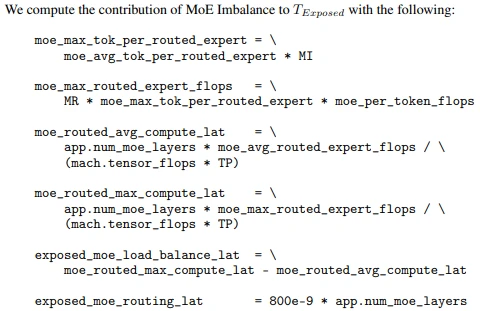 We compute the contribution of MoE Imbalance to T_Exposed with the following:
moe_max_tok_per_routed_expert = \
moe_avg_tok_per_routed_expert * MI
moe_max_routed_expert_flops = \
MR * moe_max_tok_per_routed_expert * moe_per_token_flops
moe_routed_avg_compute_lat = \
app.num_moe_layers * moe_avg_routed_expert_flops / \
(mach.tensor_flops * TP)
moe_routed_max_compute_lat = \
app.num_moe_layers * moe_max_routed_expert_flops / \
(mach.tensor_flops * TP)
exposed_moe_load_balance_lat = \
moe_routed_max_compute_lat - moe_routed_avg_compute_lat
exposed_moe_routing_lat = 800e-9 * app.num_moe_layers